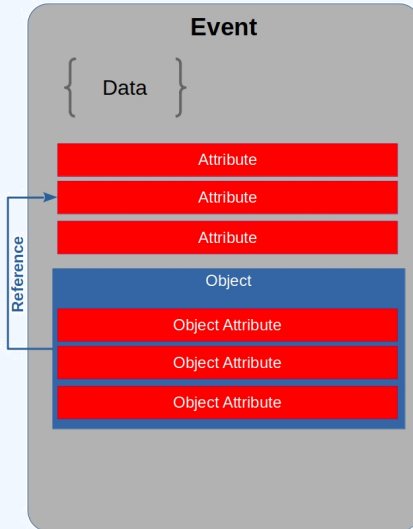 Event
Data
Attribute
Attribute
Attribute
Reference
Object
Object Attribute
Object Attribute
Object Attribute